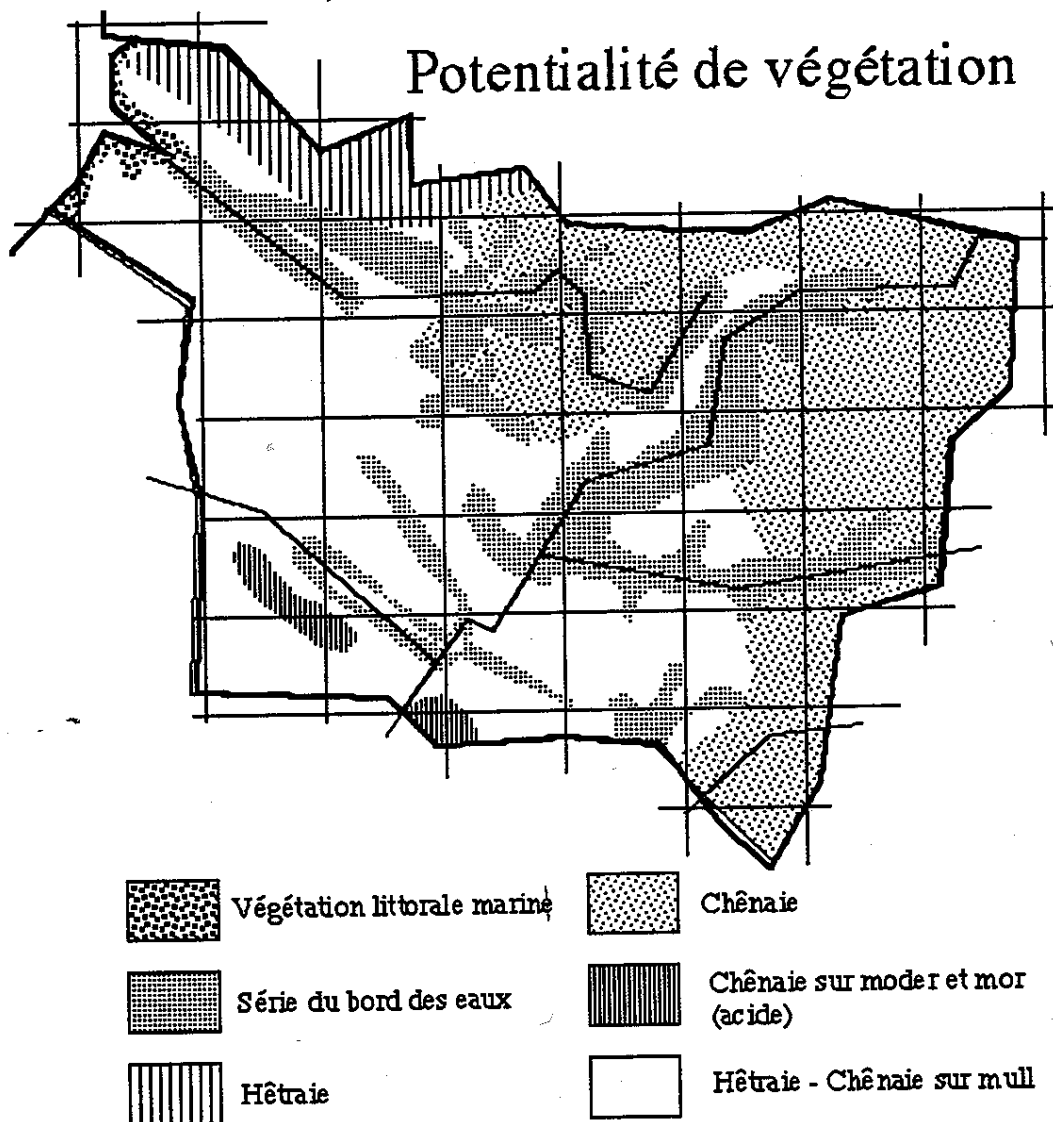 Potentialité de végétation
Végétation littorale marine
Chênaie
Série du bord des eaux
Chênaie sur moder et mor
(acide)
Hêtraie
Hêtraie - Chênaie sur mull